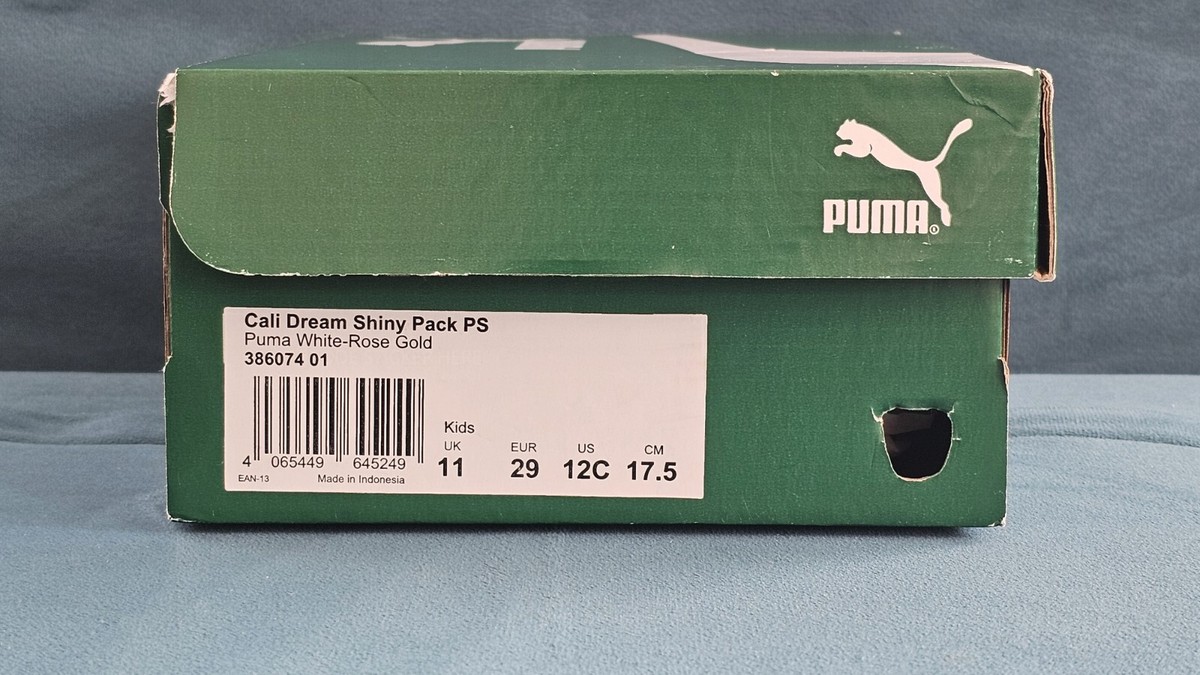 PUMA
Cali Dream Shiny Pack PS
Puma White-Rose Gold
386074 01
Kids
UK EUR US CM
11 29 12C 17.5
4 065449 645249
EAN-13 Made in Indonesia